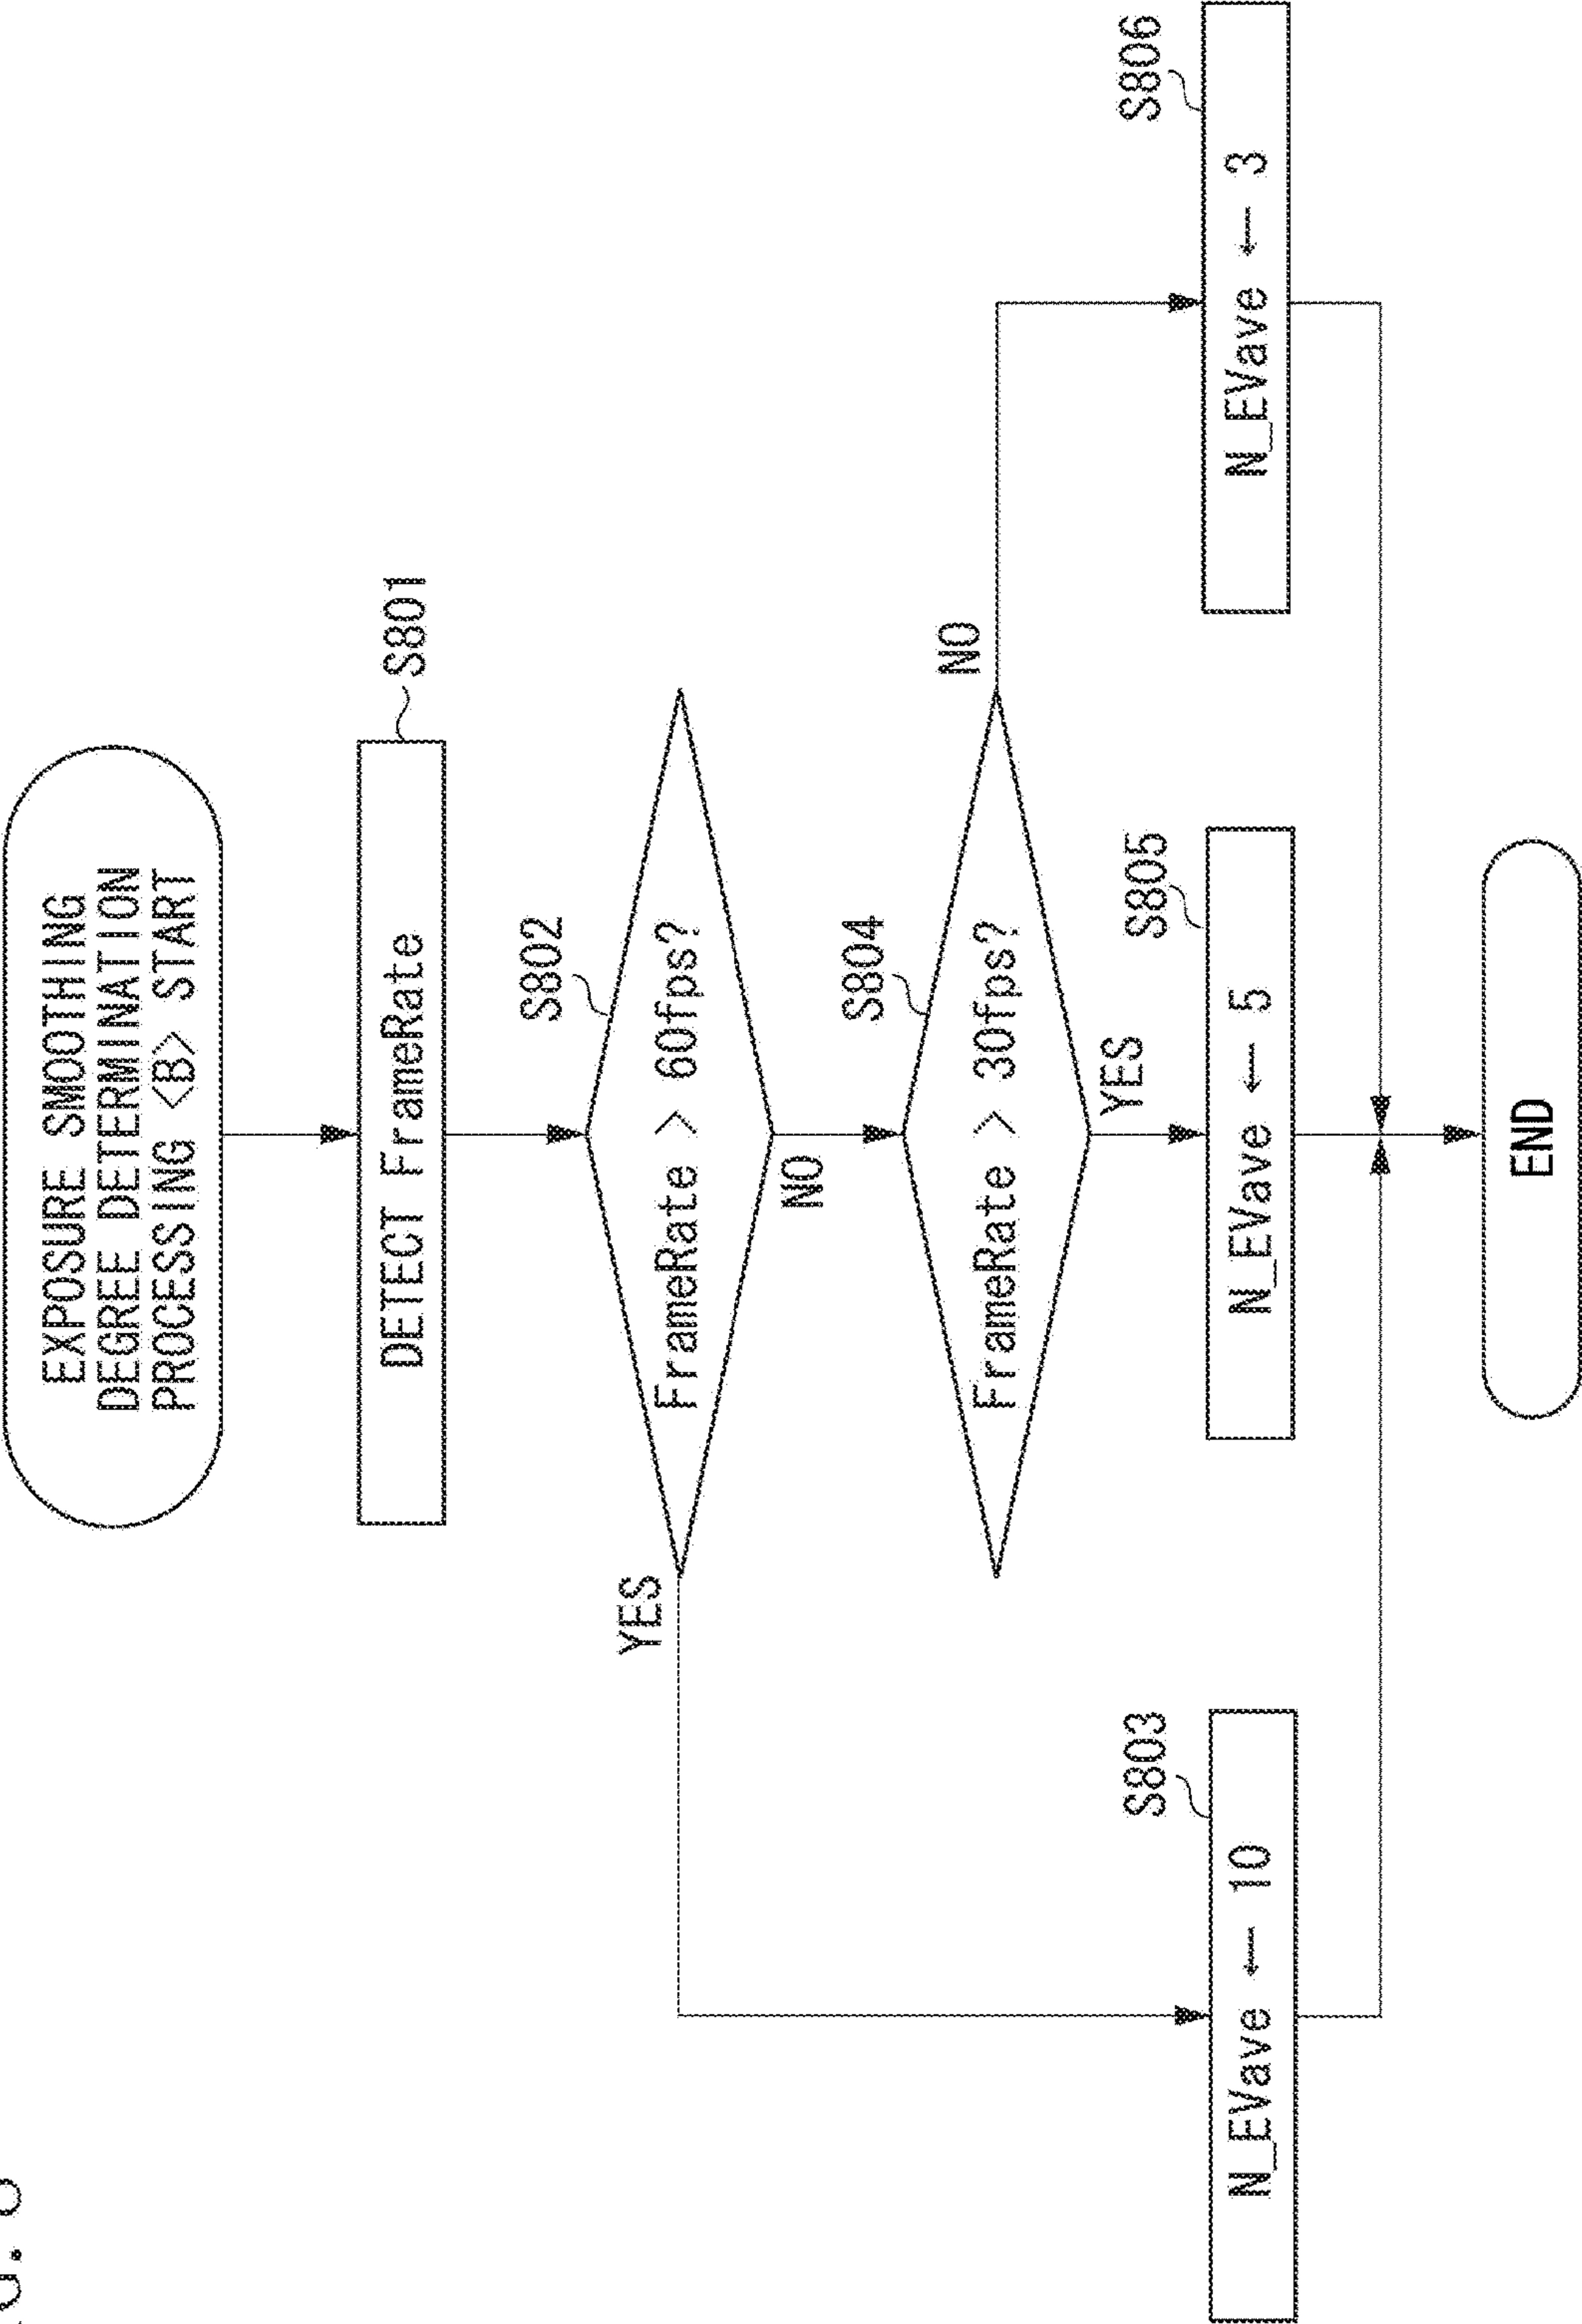 EXPOSURE SMOOTHING
DEGREE DETERMINATION
PROCESSING <B> START
DETECT FrameRate
S801
S802
FrameRate > 60fps?
YES
NO
S804
FrameRate > 30fps?
NO
YES
S803
N_EVave ← 10
S805
N_EVave ← 5
S806
N_EVave ← 3
END